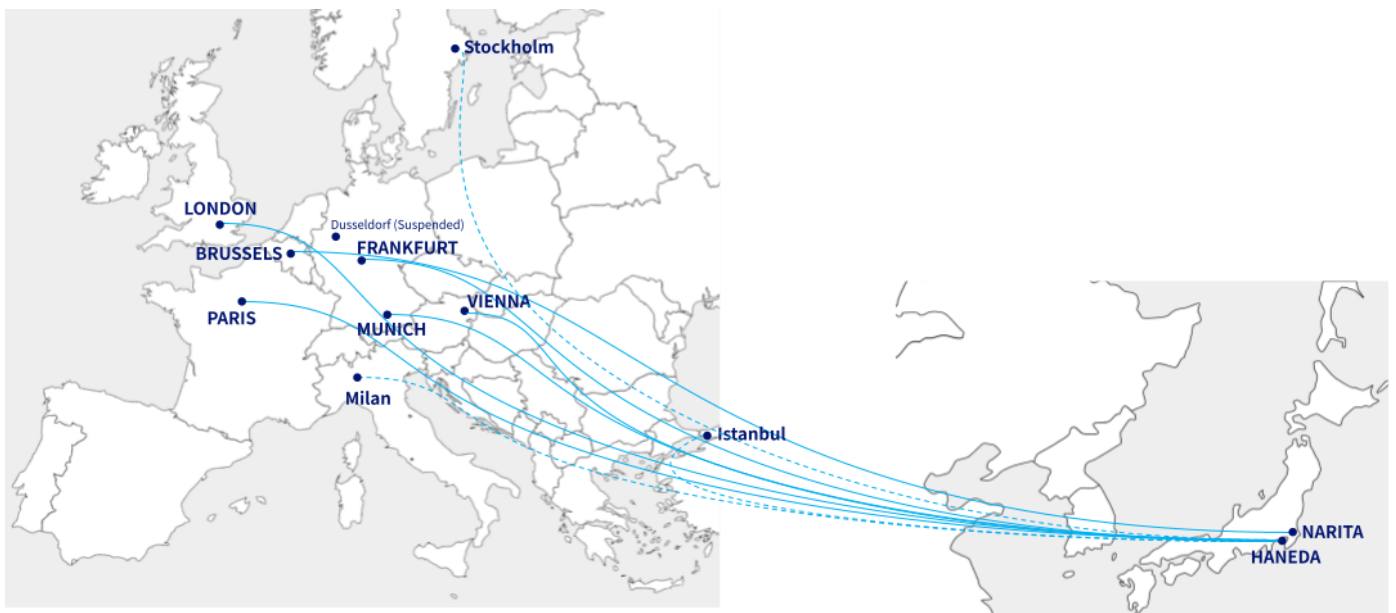 Stockholm
LONDON
Dusseldorf (Suspended)
BRUSSELS
FRANKFURT
VIENNA
PARIS
MUNICH
Milan
Istanbul
NARITA
HANEDA